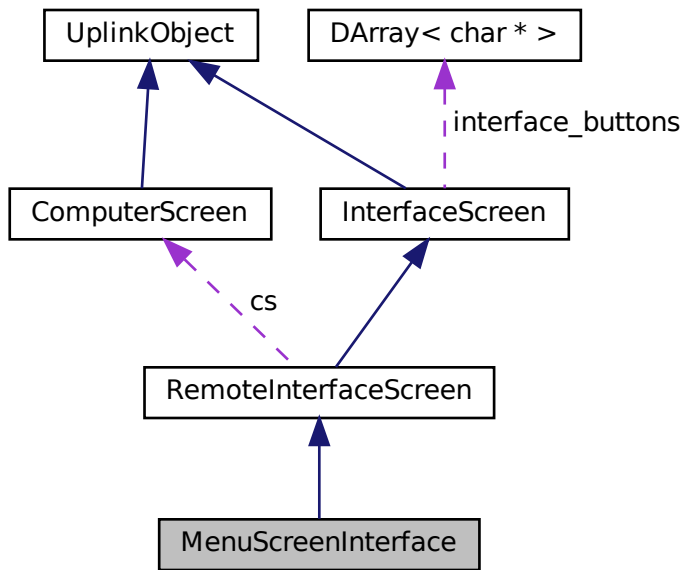 UplinkObject
DArray< char * >
interface_buttons
ComputerScreen
InterfaceScreen
cs
RemoteInterfaceScreen
MenuScreenInterface